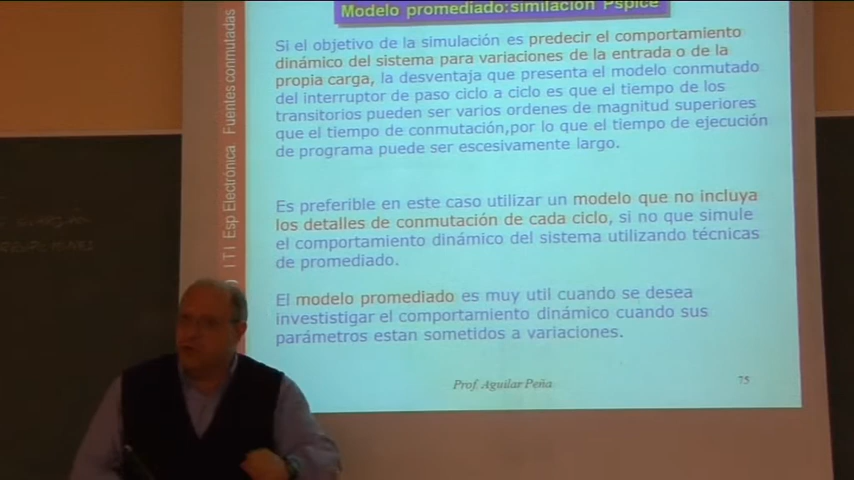 Modelo promediado:similación Pspice
Si el objetivo de la simulación es predecir el comportamiento
dinámico del sistema para variaciones de la entrada o de la
propia carga, la desventaja que presenta el modelo conmutado
del interruptor de paso ciclo a ciclo es que el tiempo de los
transitorios pueden ser varios ordenes de magnitud superiores
que el tiempo de conmutación,por lo que el tiempo de ejecución
del programa puede ser escesivamente largo.
Es preferible en este caso utilizar un modelo que no incluya
los detalles de conmutación de cada ciclo, si no que simule
el comportamiento dinámico del sistema utilizando técnicas
de promediado.
El modelo promediado es muy util cuando se desea
investistigar el comportamiento dinámico cuando sus
parámetros estan sometidos a variaciones.
Prof. Aguilar Peña
75
I T I Esp Electrónica Fuentes conmuladas